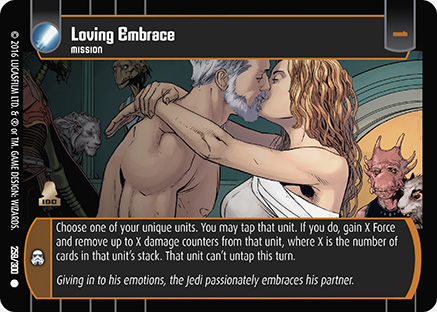 Loving Embrace
MISSION
© 2016 LUCASFILM LTD. & ® or TM. GAME DESIGN, WIZARDS.
IDC
Choose one of your unique units. You may tap that unit. If you do, gain X Force
and remove up to X damage counters from that unit, where X is the number of
cards in that unit's stack. That unit can't untap this turn.
Giving in to his emotions, the Jedi passionately embraces his partner.